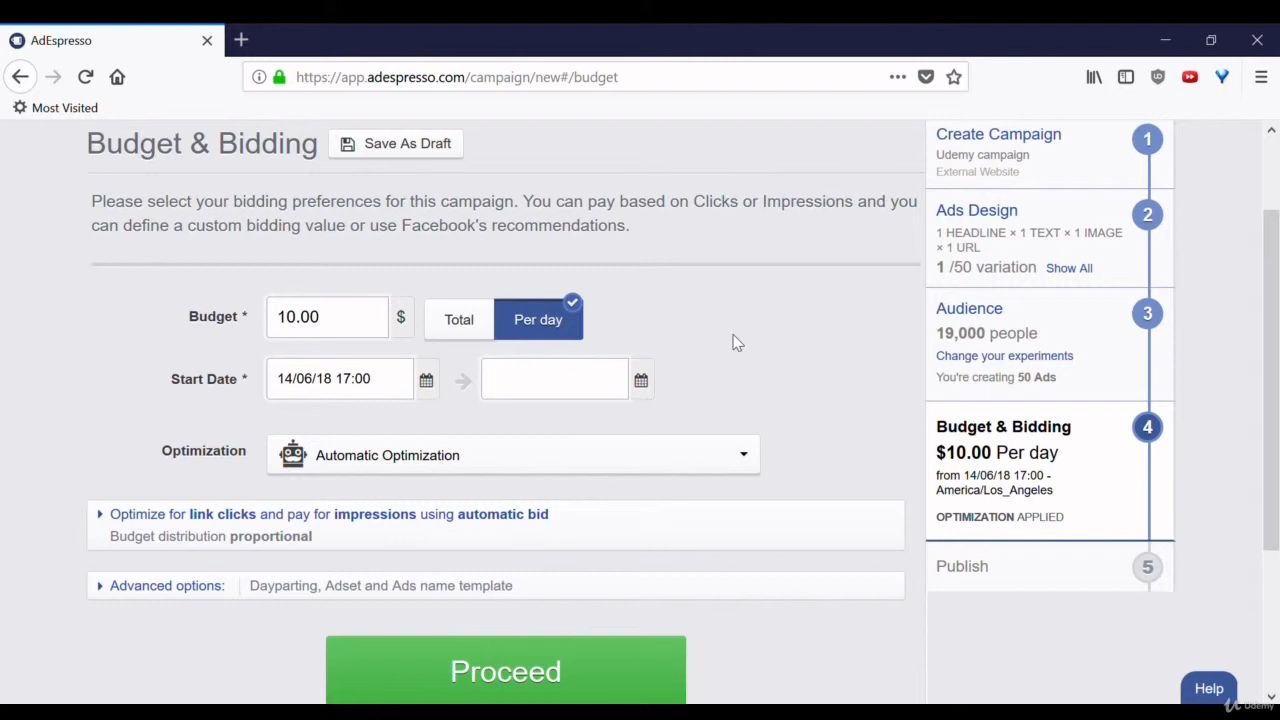 AdEspresso
https://app.adespresso.com/campaign/new#/budget
Most Visited
Budget & Bidding
Save As Draft
Please select your bidding preferences for this campaign. You can pay based on Clicks or Impressions and you
can define a custom bidding value or use Facebook's recommendations.
Budget * 10.00 $ Total Per day
Start Date * 14/06/18 17:00
Optimization Automatic Optimization
Optimize for link clicks and pay for impressions using automatic bid
Budget distribution proportional
Advanced options: Dayparting, Adset and Ads name template
Proceed
Create Campaign 1
Udemy campaign
External Website
Ads Design 2
1 HEADLINE × 1 TEXT × 1 IMAGE
× 1 URL
1 /50 variation Show All
Audience 3
19,000 people
Change your experiments
You're creating 50 Ads
Budget & Bidding 4
$10.00 Per day
from 14/06/18 17:00 -
America/Los_Angeles
OPTIMIZATION APPLIED
Publish 5
Help
Udemy